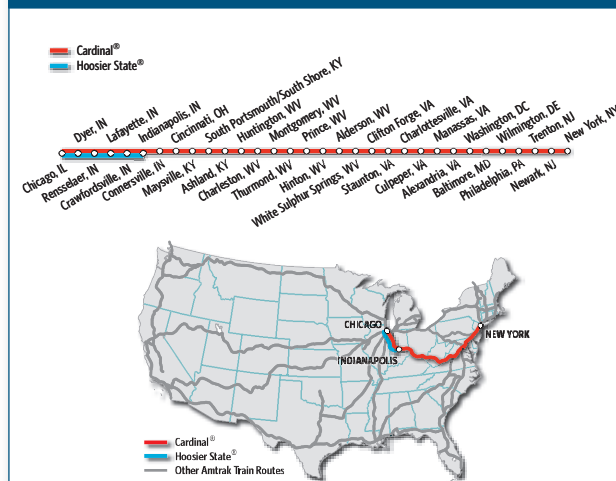 Cardinal®
Hoosier State®
Chicago, IL
Dyer, IN
Rensselaer, IN
Lafayette, IN
Crawfordsville, IN
Indianapolis, IN
Connersville, IN
Cincinnati, OH
Maysville, KY
South Portsmouth/South Shore, KY
Ashland, KY
Huntington, WV
Charleston, WV
Montgomery, WV
Thurmond, WV
Prince, WV
Hinton, WV
Alderson, WV
White Sulphur Springs, WV
Clifton Forge, VA
Staunton, VA
Charlottesville, VA
Culpeper, VA
Manassas, VA
Alexandria, VA
Washington, DC
Baltimore, MD
Wilmington, DE
Philadelphia, PA
Trenton, NJ
Newark, NJ
New York, NY
CHICAGO
INDIANAPOLIS
NEW YORK
Cardinal®
Hoosier State®
Other Amtrak Train Routes